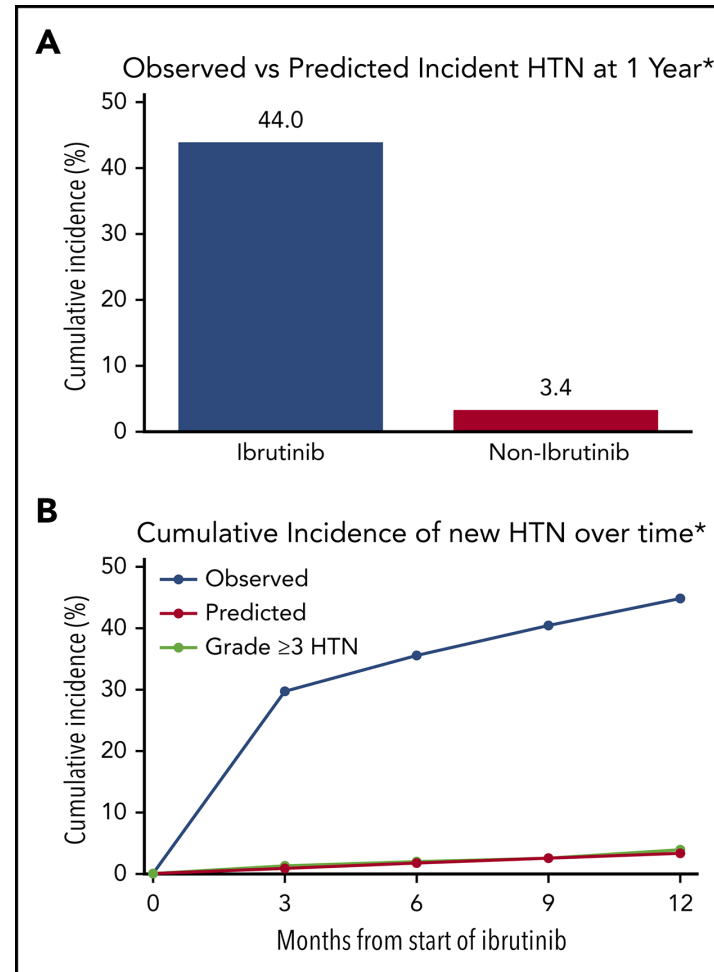 A
Observed vs Predicted Incident HTN at 1 Year*
Cumulative incidence (%)
50
40
30
20
10
0
44.0
3.4
Ibrutinib
Non-Ibrutinib
B
Cumulative Incidence of new HTN over time*
Cumulative incidence (%)
50
40
30
20
10
0
Observed
Predicted
Grade ≥3 HTN
0 3 6 9 12
Months from start of ibrutinib